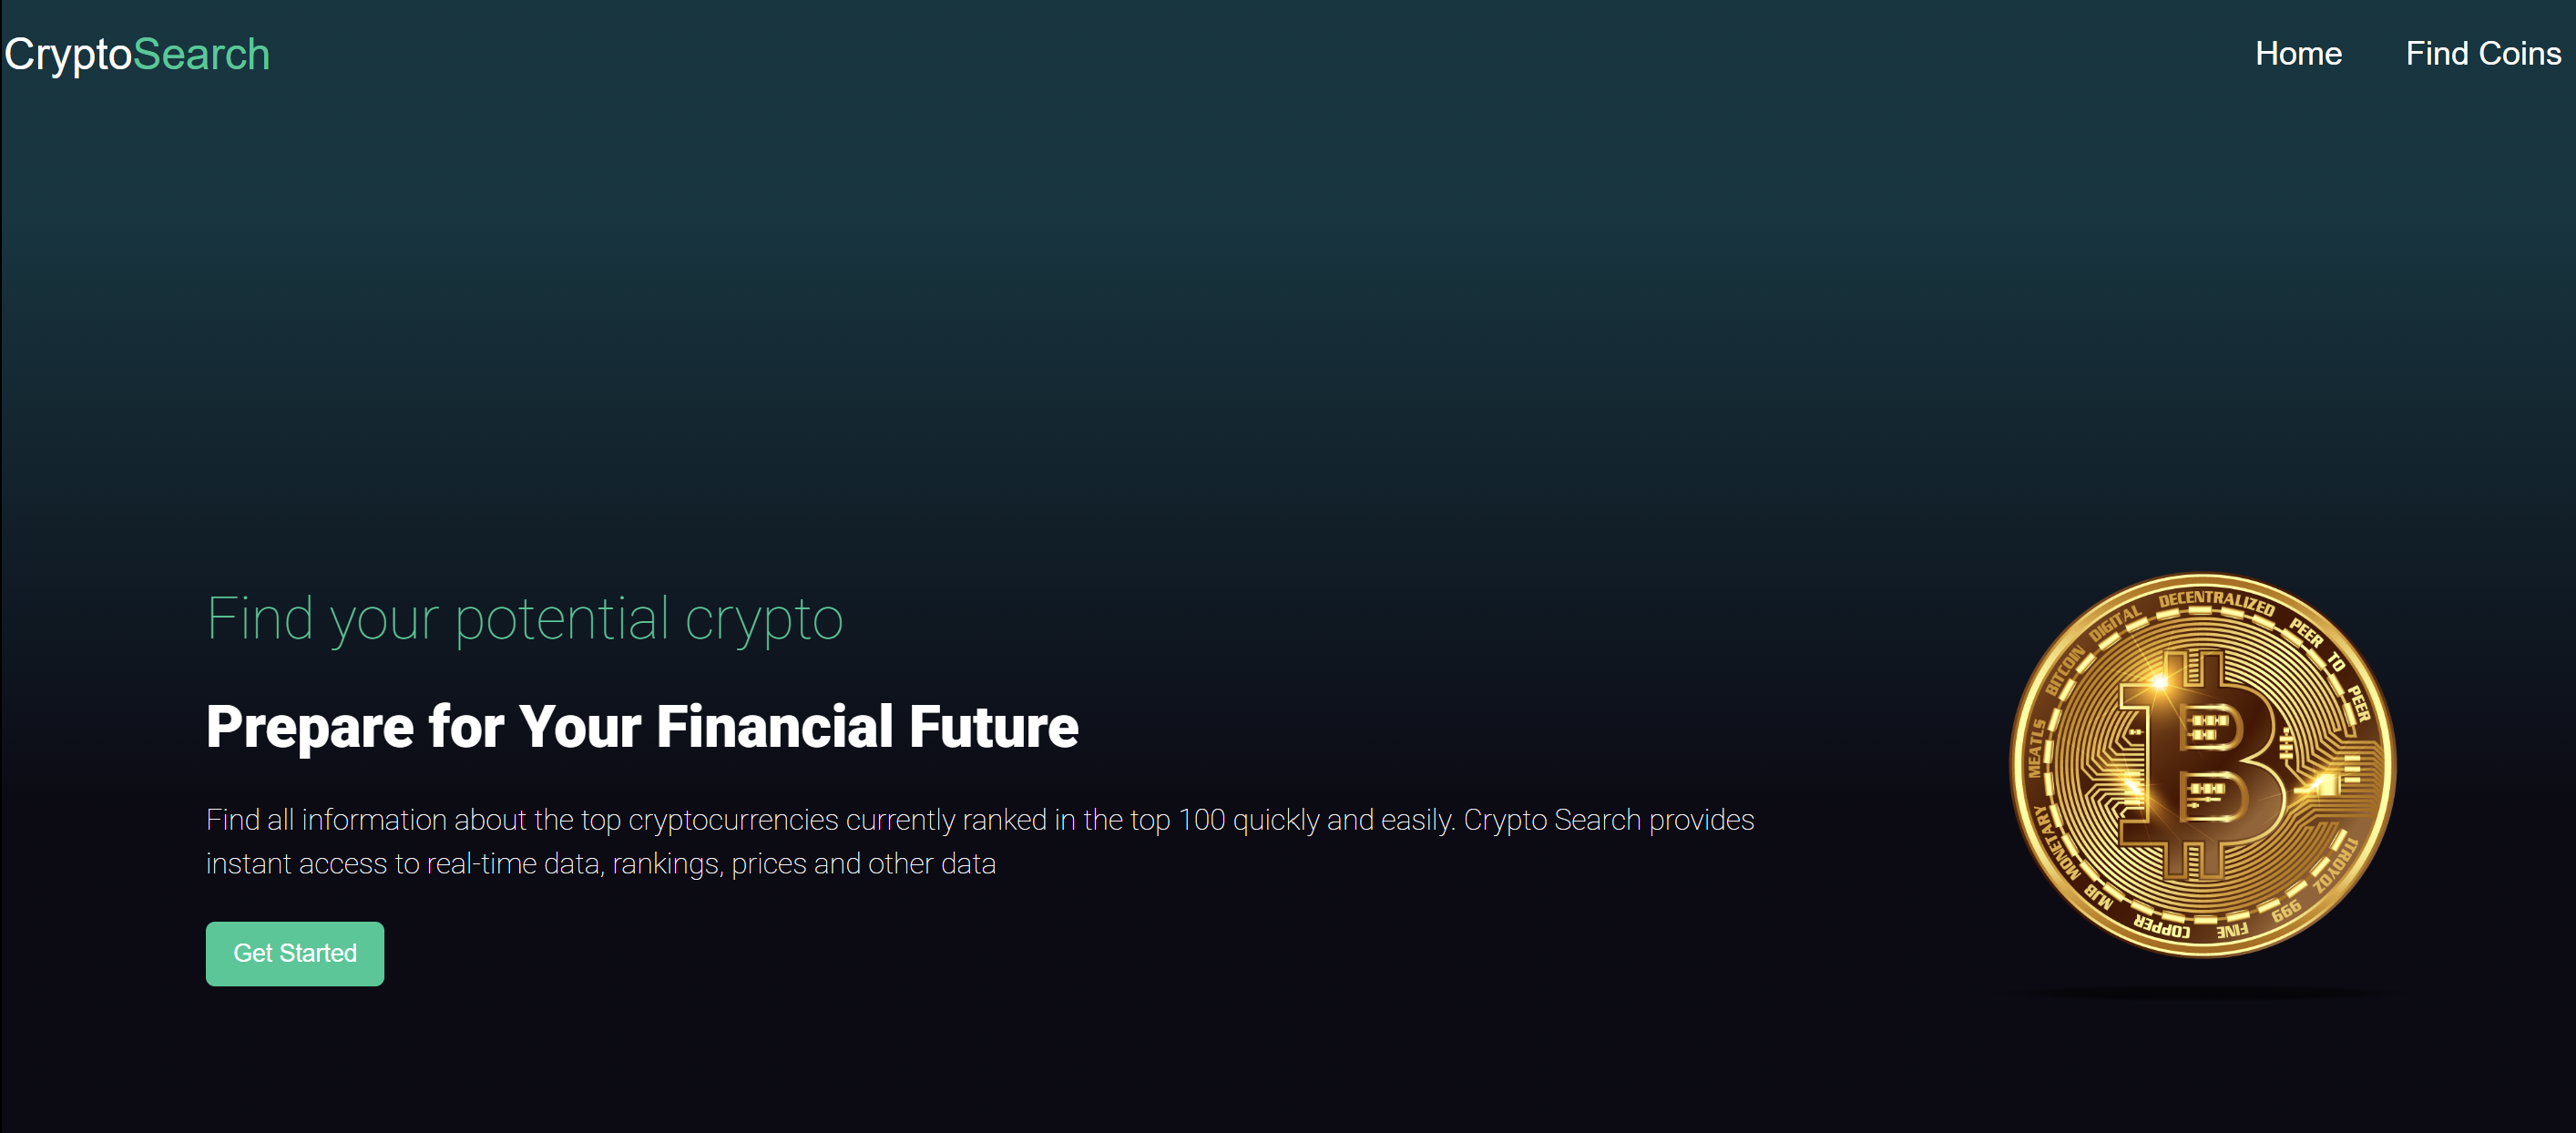 CryptoSearch
Home
Find Coins
Find your potential crypto
Prepare for Your Financial Future
Find all information about the top cryptocurrencies currently ranked in the top 100 quickly and easily. Crypto Search provides
instant access to real-time data, rankings, prices and other data
Get Started
BITCOIN DIGITAL DECENTRALIZED PEER TO PEER
1TROYOZ 999 FINE COPPER MJB MONETARY MEATLS